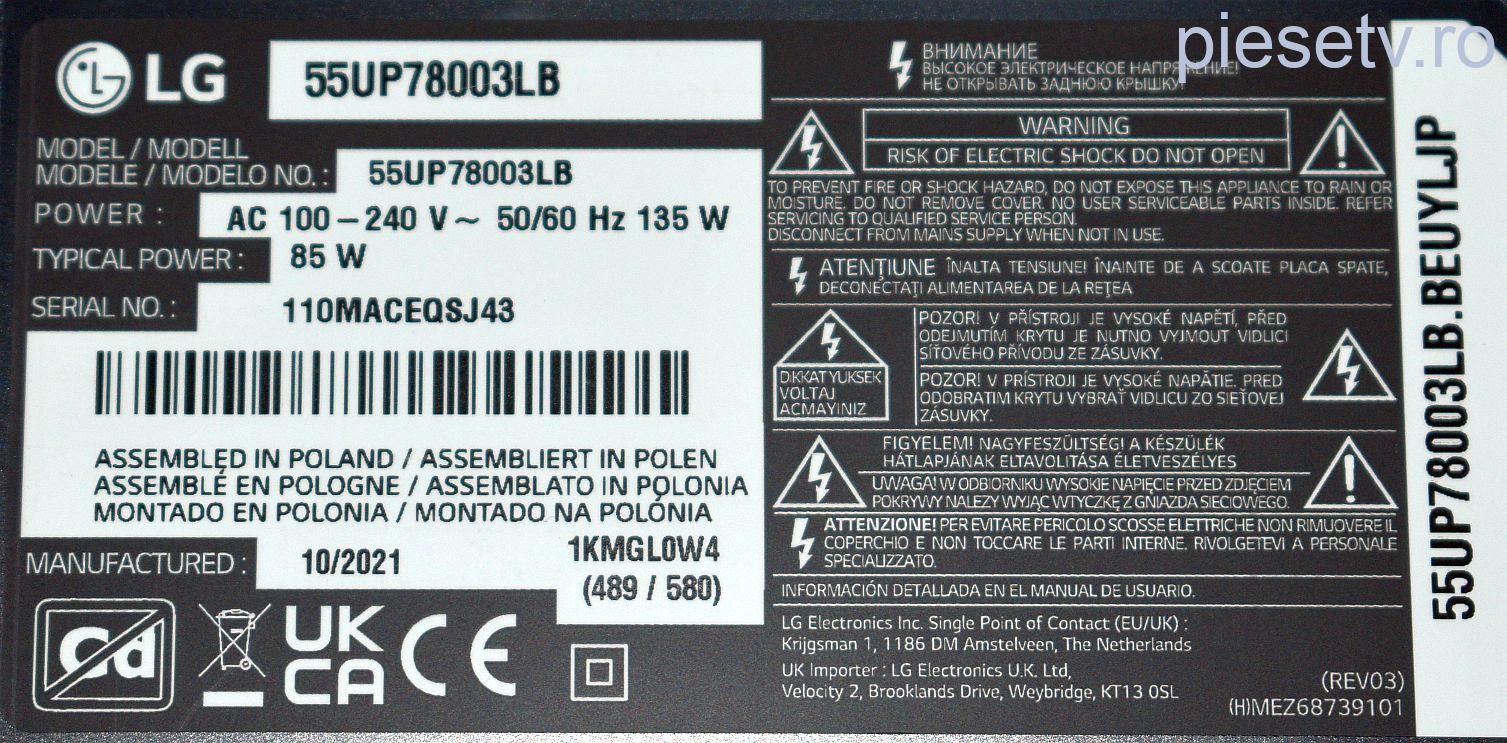 LG 55UP78003LB
MODEL / MODELL
MODELE / MODELO NO. : 55UP78003LB
POWER : AC 100 – 240 V ~ 50/60 Hz 135 W
TYPICAL POWER : 85 W
SERIAL NO. : 110MACEQSJ43
ASSEMBLED IN POLAND / ASSEMBLIERT IN POLEN
ASSEMBLÉ EN POLOGNE / ASSEMBLATO IN POLONIA
MONTADO EN POLONIA / MONTADO NA POLÓNIA
MANUFACTURED : 10/2021
1KMGL0W4
(489 / 580)
Cd
UK
CA
CE
piesetv.ro
ВНИМАНИЕ
ВЫСОКОЕ ЭЛЕКТРИЧЕСКОЕ НАПРЯЖЕНИЕ!
НЕ ОТКРЫВАТЬ ЗАДНЮЮ КРЫШКУ!
WARNING
RISK OF ELECTRIC SHOCK DO NOT OPEN
TO PREVENT FIRE OR SHOCK HAZARD, DO NOT EXPOSE THIS APPLIANCE TO RAIN OR
MOISTURE. DO NOT REMOVE COVER. NO USER SERVICEABLE PARTS INSIDE. REFER
SERVICING TO QUALIFIED SERVICE PERSON.
DISCONNECT FROM MAINS SUPPLY WHEN NOT IN USE.
ATENȚIUNE ÎNALTA TENSIUNE! ÎNAINTE DE A SCOATE PLACA SPATE,
DECONECTAȚI ALIMENTAREA DE LA REȚEA
DIKKAT YUKSEK
VOLTAJ
ACMAYINIZ
POZOR! V PŘÍSTROJI JE VYSOKÉ NAPĚTÍ, PŘED
ODEJMUTÍM KRYTU JE NUTNO VYJMOUT VIDLICI
SÍŤOVÉHO PŘÍVODU ZE ZÁSUVKY.
POZOR! V PRÍSTROJI JE VYSOKÉ NAPÄTIE, PRED
ODOBRATIM KRYTU VYBRAŤ VIDLICU ZO SIEŤOVEJ
ZÁSUVKY.
FIGYELEM! NAGYFESZÜLTSÉG! A KÉSZÜLÉK
HÁTLAPJÁNAK ELTAVOLITÁSA ÉLETVESZÉLYES
UWAGA! W ODBIORNIKU WYSOKIE NAPIĘCIE PRZED ZDJĘCIEM
POKRYWY NALEŻY WYJĄĆ WTYCZKĘ Z GNIAZDA SIECIOWEGO.
ATTENZIONE! PER EVITARE PERICOLO SCOSSE ELETTRICHE NON RIMUOVERE IL
COPERCHIO E NON TOCCARE LE PARTI INTERNE. RIVOLGETEVI A PERSONALE
SPECIALIZZATO.
INFORMACIÓN DETALLADA EN EL MANUAL DE USUARIO.
LG Electronics Inc. Single Point of Contact (EU/UK) :
Krijgsman 1, 1186 DM Amstelveen, The Netherlands
UK Importer : LG Electronics U.K. Ltd,
Velocity 2, Brooklands Drive, Weybridge, KT13 0SL
(REV03)
(H)MEZ68739101
55UP78003LB.BEUYLJP